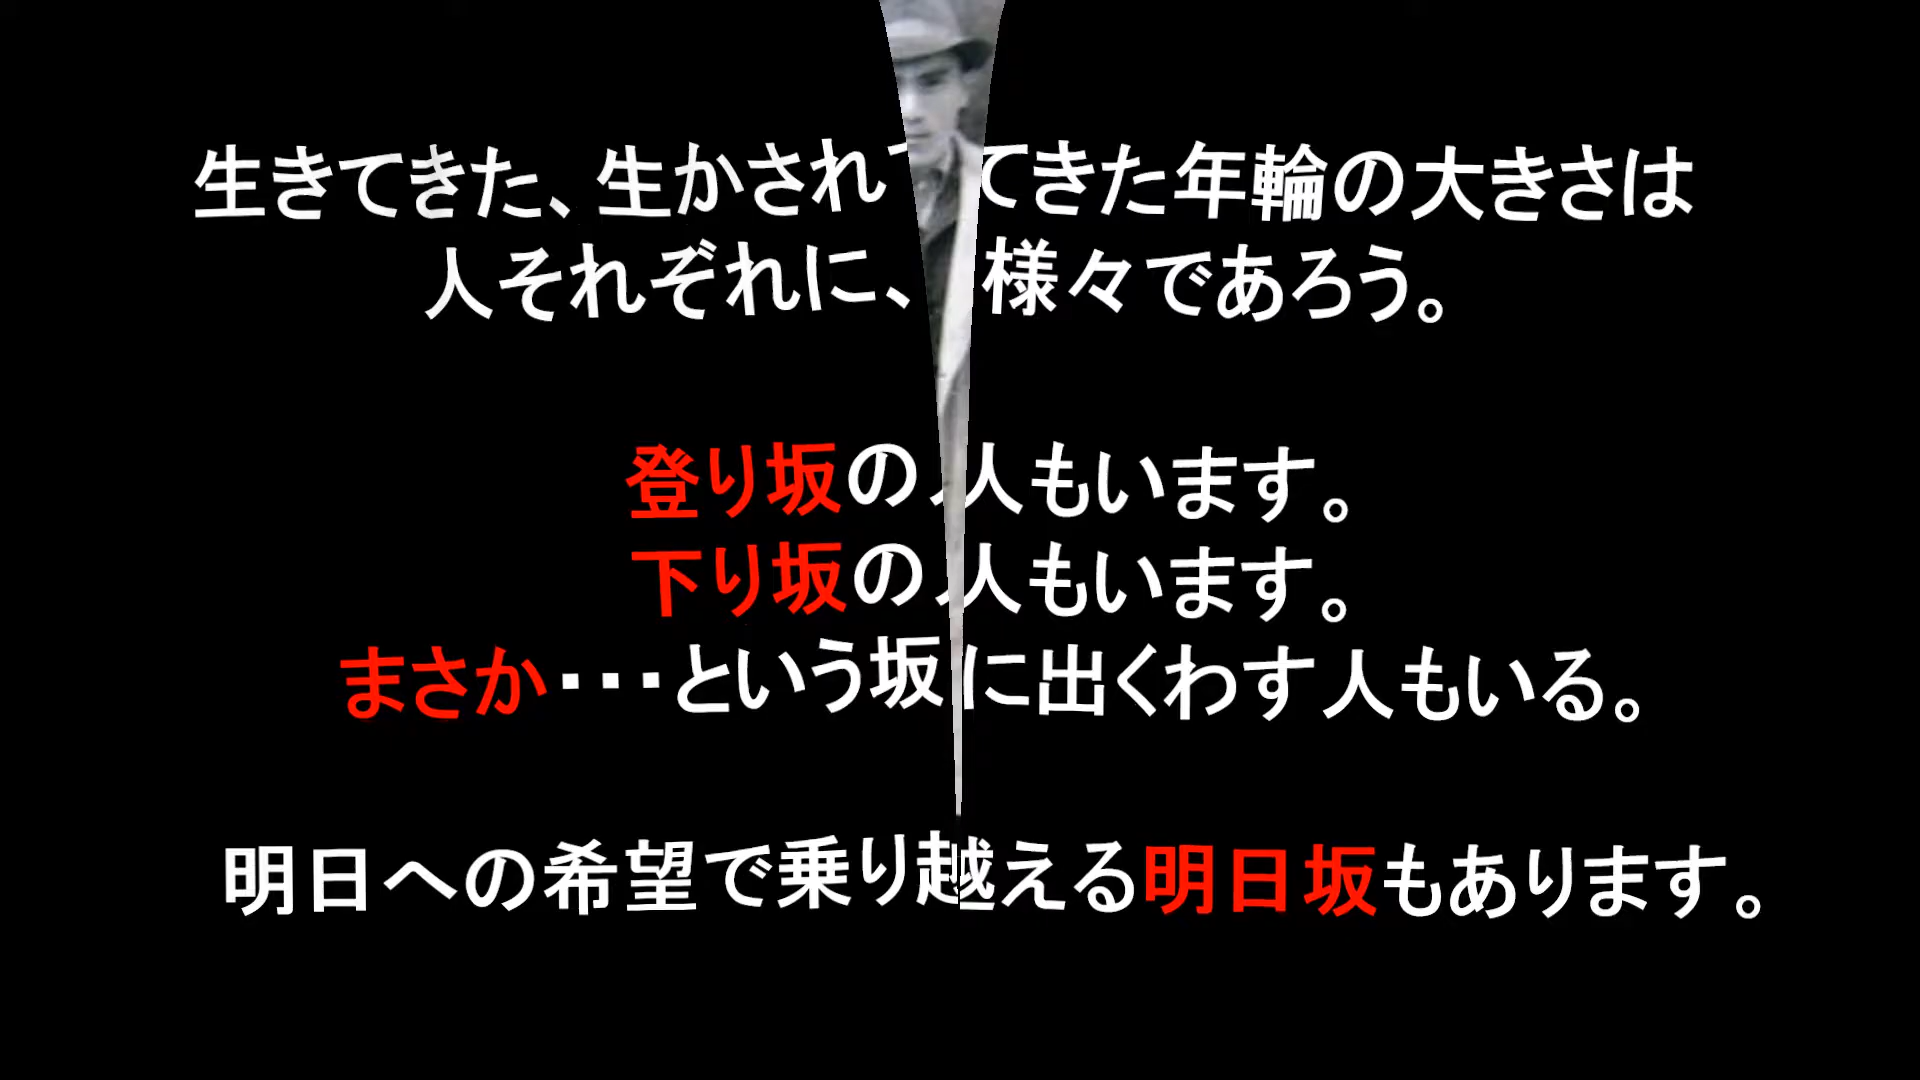 生きてきた、生かされてきた年輪の大きさは
人それぞれに、様々であろう。
登り坂の人もいます。
下り坂の人もいます。
まさか・・・という坂に出くわす人もいる。
明日への希望で乗り越える明日坂もあります。